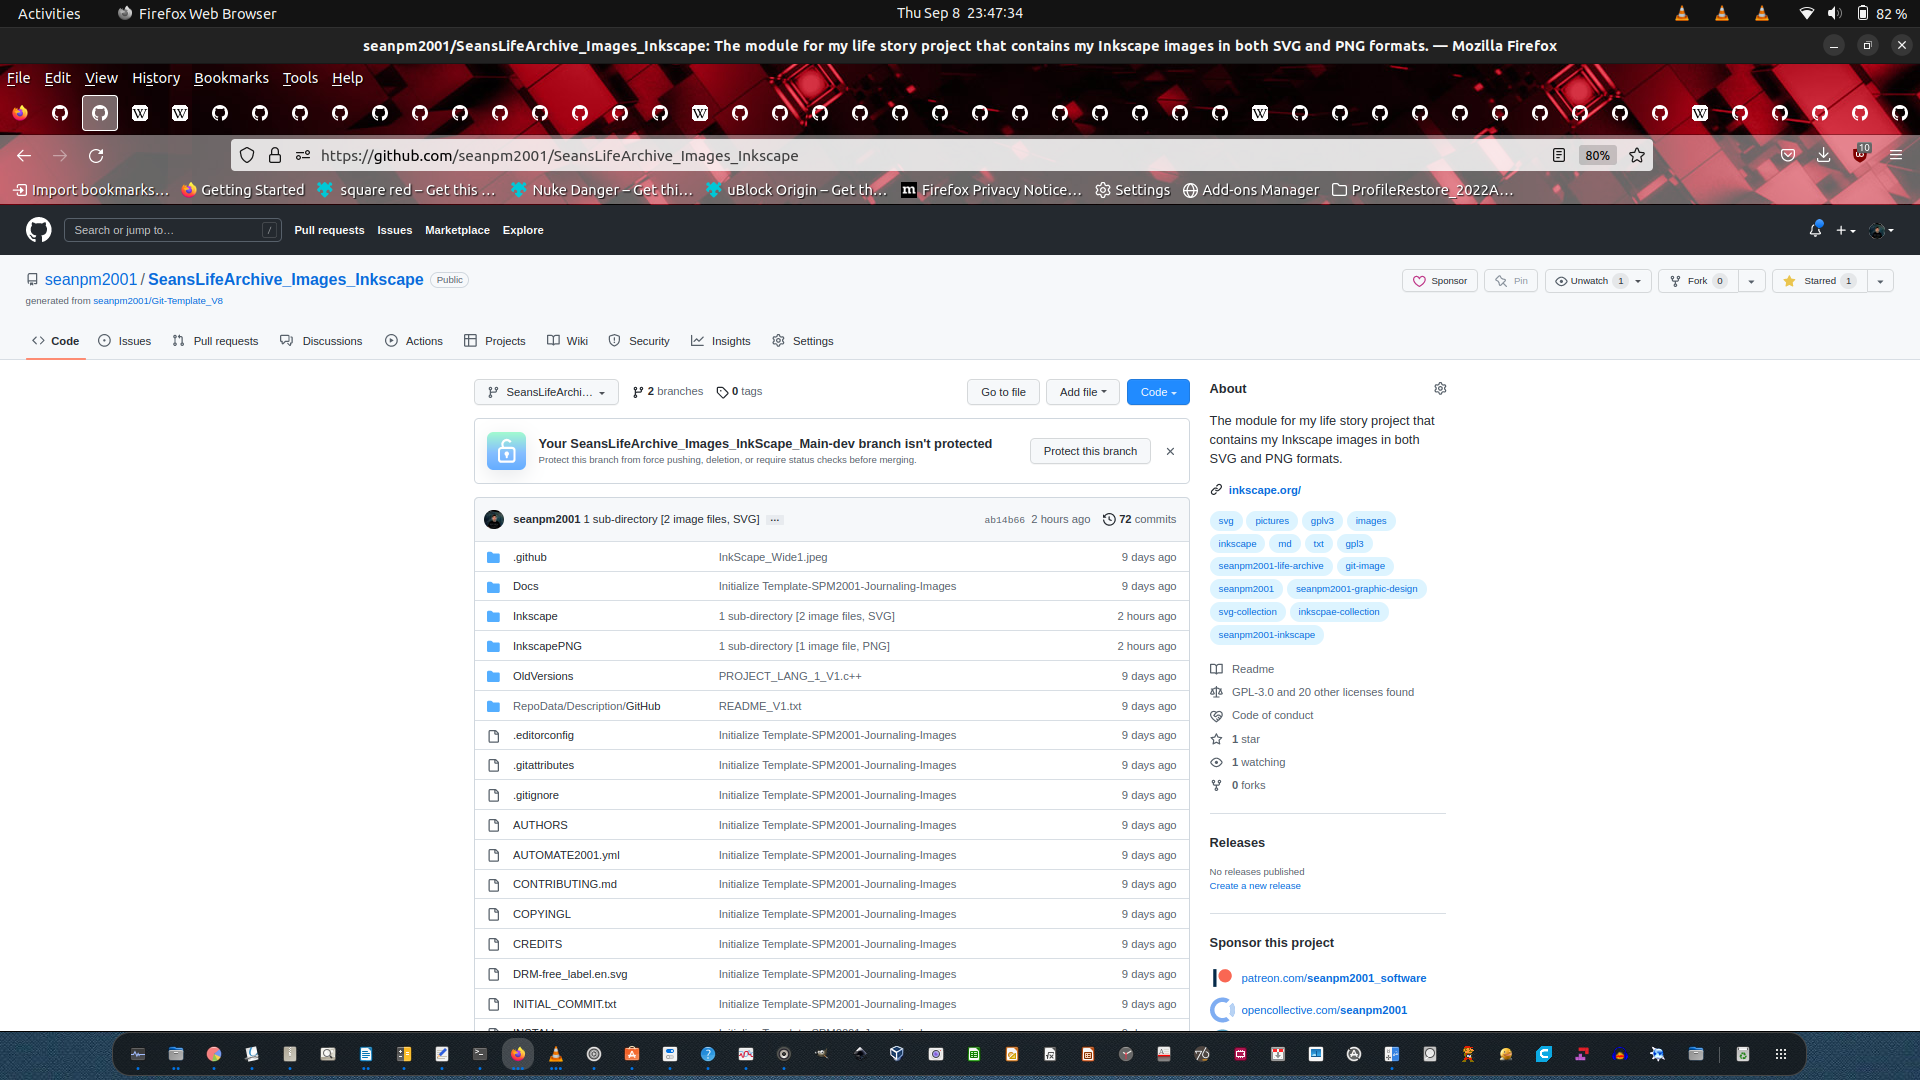 Activities
Firefox Web Browser
Thu Sep 8 23:47:34
82 %
seanpm2001/SeansLifeArchive_Images_Inkscape: The module for my life story project that contains my Inkscape images in both SVG and PNG formats. — Mozilla Firefox
File Edit View History Bookmarks Tools Help
https://github.com/seanpm2001/SeansLifeArchive_Images_Inkscape
80%
10
Import bookmarks…
Getting Started
square red – Get this …
Nuke Danger – Get thi…
uBlock Origin – Get th…
Firefox Privacy Notice…
Settings
Add-ons Manager
ProfileRestore_2022A…
Search or jump to…
/
Pull requests
Issues
Marketplace
Explore
seanpm2001 / SeansLifeArchive_Images_Inkscape
Public
Sponsor
Pin
Unwatch 1
Fork 0
Starred 1
generated from seanpm2001/Git-Template_V8
Code
Issues
Pull requests
Discussions
Actions
Projects
Wiki
Security
Insights
Settings
SeansLifeArchi…
2 branches
0 tags
Go to file
Add file
Code
Your SeansLifeArchive_Images_InkScape_Main-dev branch isn't protected
Protect this branch from force pushing, deletion, or require status checks before merging.
Protect this branch
seanpm2001 1 sub-directory [2 image files, SVG] … ab14b66 2 hours ago 72 commits
.github InkScape_Wide1.jpeg 9 days ago
Docs Initialize Template-SPM2001-Journaling-Images 9 days ago
Inkscape 1 sub-directory [2 image files, SVG] 2 hours ago
InkscapePNG 1 sub-directory [1 image file, PNG] 2 hours ago
OldVersions PROJECT_LANG_1_V1.c++ 9 days ago
RepoData/Description/GitHub README_V1.txt 9 days ago
.editorconfig Initialize Template-SPM2001-Journaling-Images 9 days ago
.gitattributes Initialize Template-SPM2001-Journaling-Images 9 days ago
.gitignore Initialize Template-SPM2001-Journaling-Images 9 days ago
AUTHORS Initialize Template-SPM2001-Journaling-Images 9 days ago
AUTOMATE2001.yml Initialize Template-SPM2001-Journaling-Images 9 days ago
CONTRIBUTING.md Initialize Template-SPM2001-Journaling-Images 9 days ago
COPYINGL Initialize Template-SPM2001-Journaling-Images 9 days ago
CREDITS Initialize Template-SPM2001-Journaling-Images 9 days ago
DRM-free_label.en.svg Initialize Template-SPM2001-Journaling-Images 9 days ago
INITIAL_COMMIT.txt Initialize Template-SPM2001-Journaling-Images 9 days ago
About
The module for my life story project that
contains my Inkscape images in both
SVG and PNG formats.
inkscape.org/
svg pictures gplv3 images
inkscape md txt gpl3
seanpm2001-life-archive git-image
seanpm2001 seanpm2001-graphic-design
svg-collection inkscpae-collection
seanpm2001-inkscape
Readme
GPL-3.0 and 20 other licenses found
Code of conduct
1 star
1 watching
0 forks
Releases
No releases published
Create a new release
Sponsor this project
patreon.com/seanpm2001_software
opencollective.com/seanpm2001